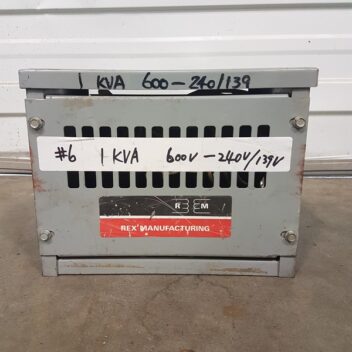 1 KVA 600-240/139
#6 1 KVA 600V-240V/139V
REM
REX MANUFACTURING